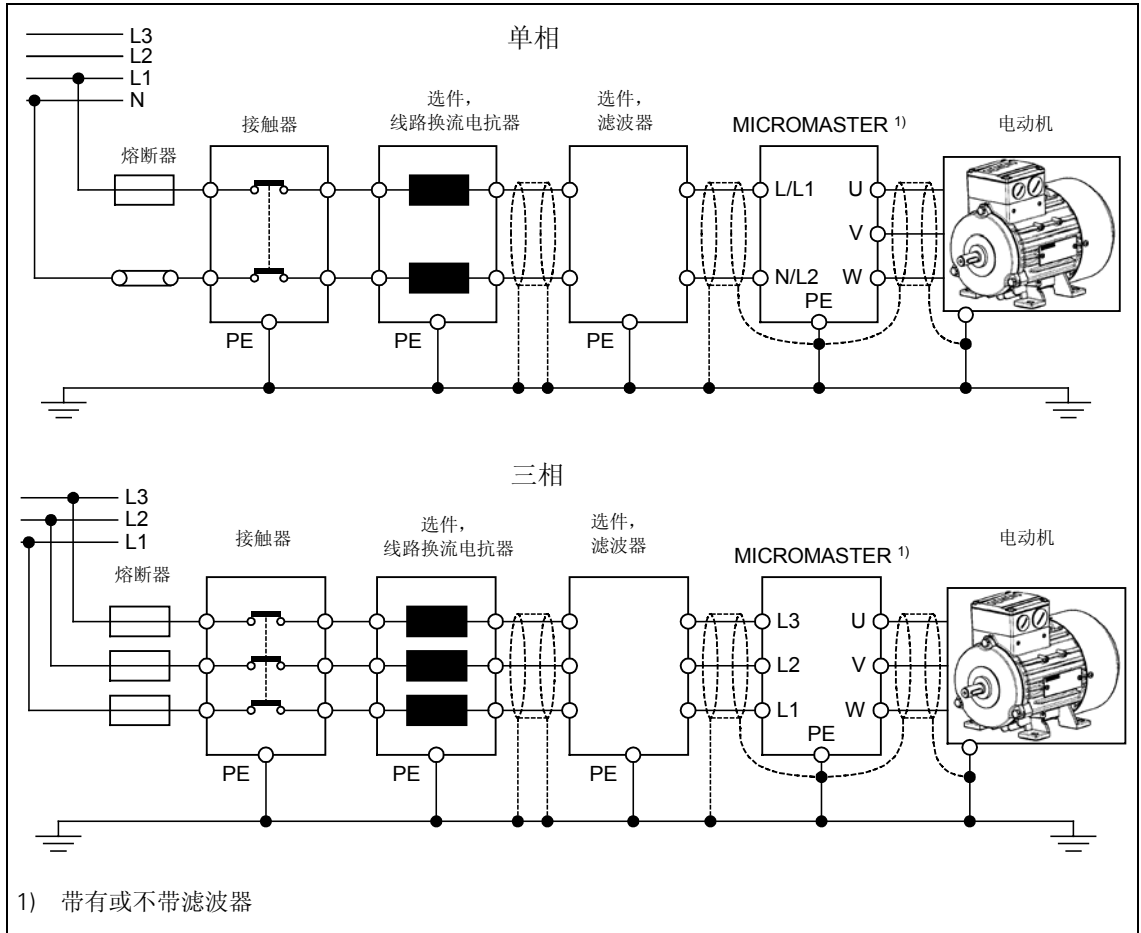 单相
L3
L2
L1
N
熔断器
接触器
选件，
线路换流电抗器
选件，
滤波器
MICROMASTER 1)
电动机
L/L1
U
V
N/L2
W
PE
PE
PE
PE
三相
L3
L2
L1
熔断器
接触器
选件，
线路换流电抗器
选件，
滤波器
MICROMASTER 1)
电动机
L3
U
L2
V
L1
W
PE
PE
PE
PE
1) 带有或不带滤波器